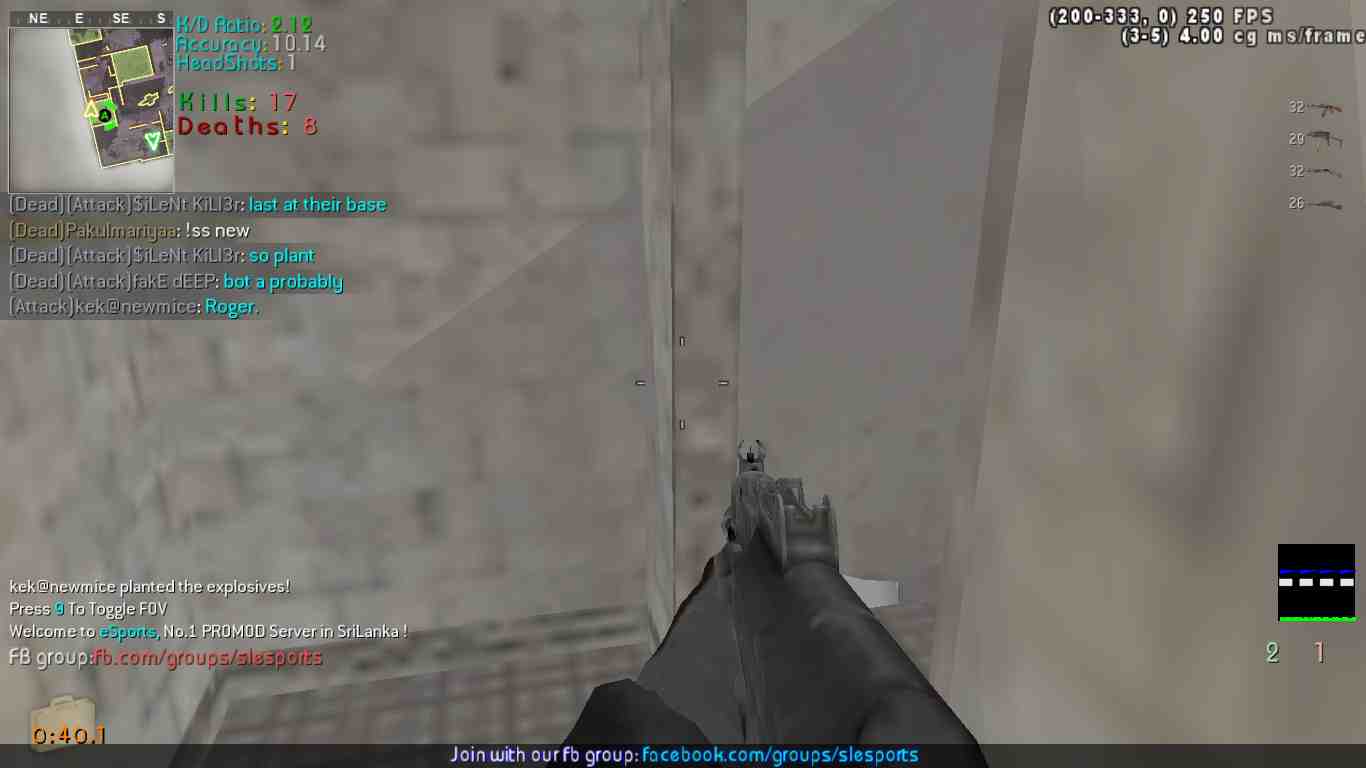 NE E SE S
K/D Ratio: 2.12
Accuracy: 10.14
HeadShots: 1
Kills: 17
Deaths: 8
(200-333, 0) 250 FPS
(3-5) 4.00 cg ms/frame
32
29
32
26
A
[Dead](Attack)$iLeNt KiLl3r: last at their base
[Dead]Pakulmariyaa: !ss new
[Dead](Attack)$iLeNt KiLl3r: so plant
[Dead](Attack)fakE dEEP: bot a probably
(Attack)kek@newmice: Roger.
kek@newmice planted the explosives!
Press 9 To Toggle FOV
Welcome to eSports, No.1 PROMOD Server in SriLanka !
FB group:fb.com/groups/slesports
2 1
0:40.1
Join with our fb group: facebook.com/groups/slesports